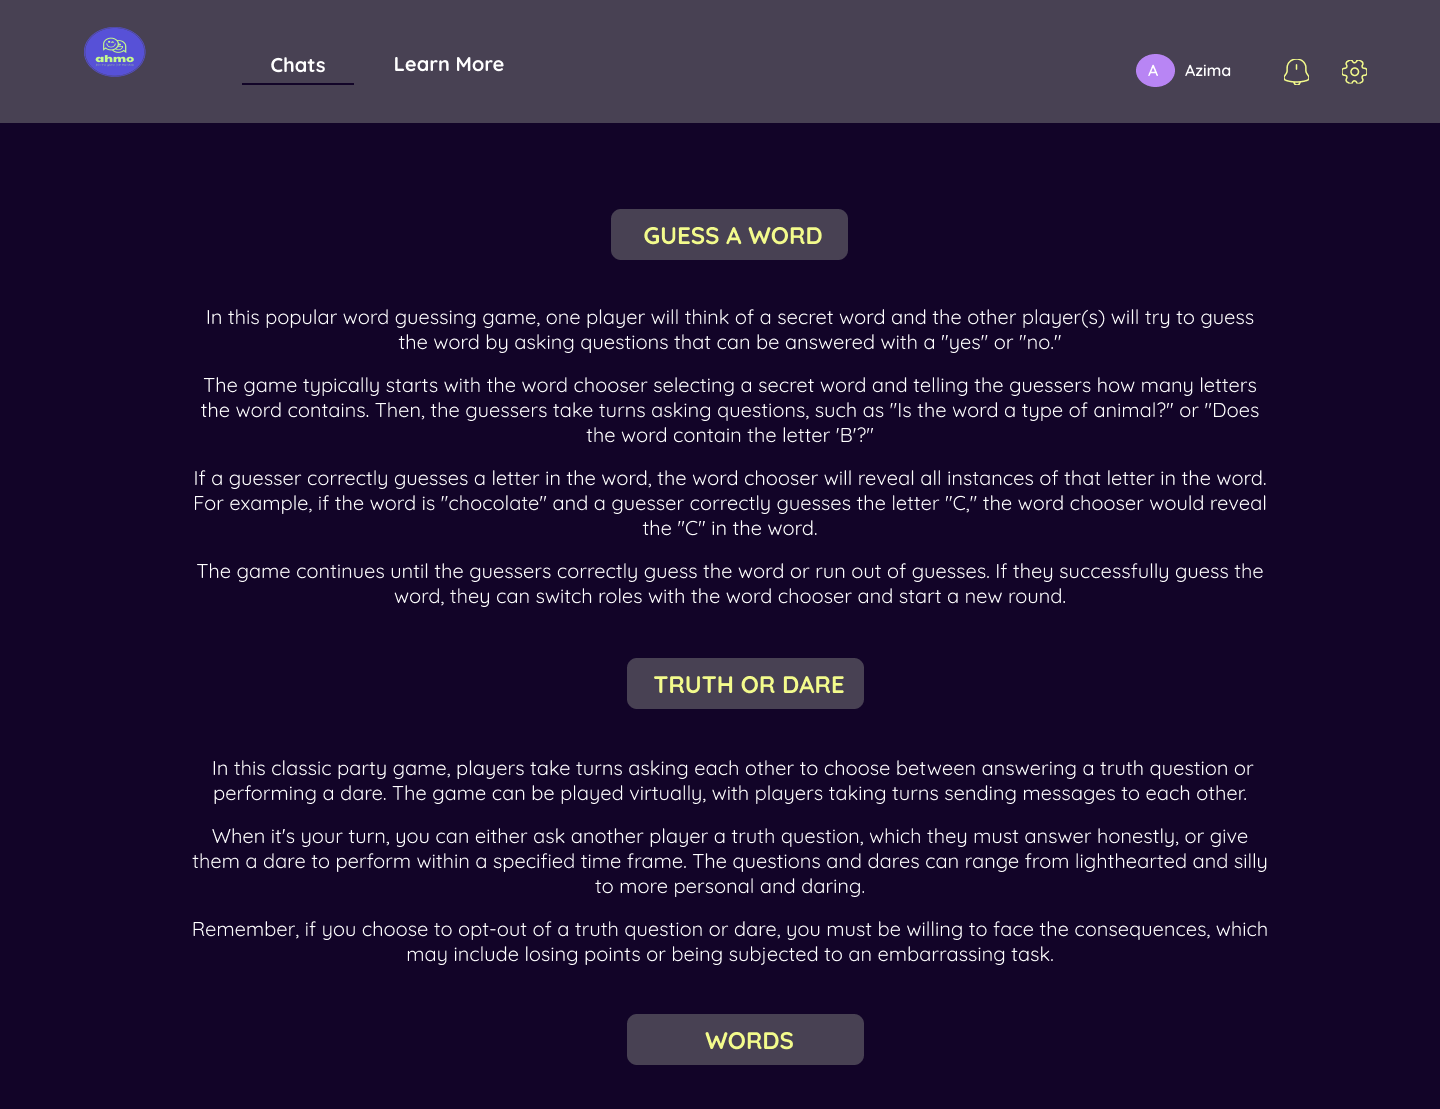 ahmo
Chats
Learn More
A
Azima
GUESS A WORD
In this popular word guessing game, one player will think of a secret word and the other player(s) will try to guess
the word by asking questions that can be answered with a "yes" or "no."
The game typically starts with the word chooser selecting a secret word and telling the guessers how many letters
the word contains. Then, the guessers take turns asking questions, such as "Is the word a type of animal?" or "Does
the word contain the letter 'B'?"
If a guesser correctly guesses a letter in the word, the word chooser will reveal all instances of that letter in the word.
For example, if the word is "chocolate" and a guesser correctly guesses the letter "C," the word chooser would reveal
the "C" in the word.
The game continues until the guessers correctly guess the word or run out of guesses. If they successfully guess the
word, they can switch roles with the word chooser and start a new round.
TRUTH OR DARE
In this classic party game, players take turns asking each other to choose between answering a truth question or
performing a dare. The game can be played virtually, with players taking turns sending messages to each other.
When it's your turn, you can either ask another player a truth question, which they must answer honestly, or give
them a dare to perform within a specified time frame. The questions and dares can range from lighthearted and silly
to more personal and daring.
Remember, if you choose to opt-out of a truth question or dare, you must be willing to face the consequences, which
may include losing points or being subjected to an embarrassing task.
WORDS